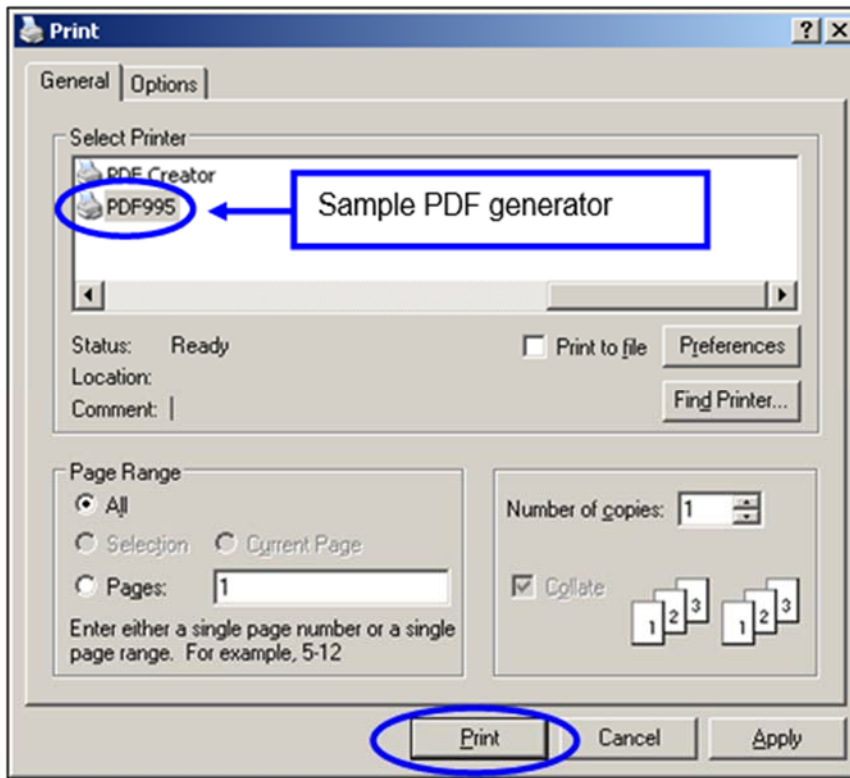 Print
General Options
Select Printer
PDF Creator
PDF995
Sample PDF generator
Status: Ready
Print to file
Preferences
Location:
Comment:
Find Printer...
Page Range
All
Selection Current Page
Pages: 1
Enter either a single page number or a single
page range. For example, 5-12
Number of copies: 1
Collate
1 2 3 1 2 3
Print Cancel Apply